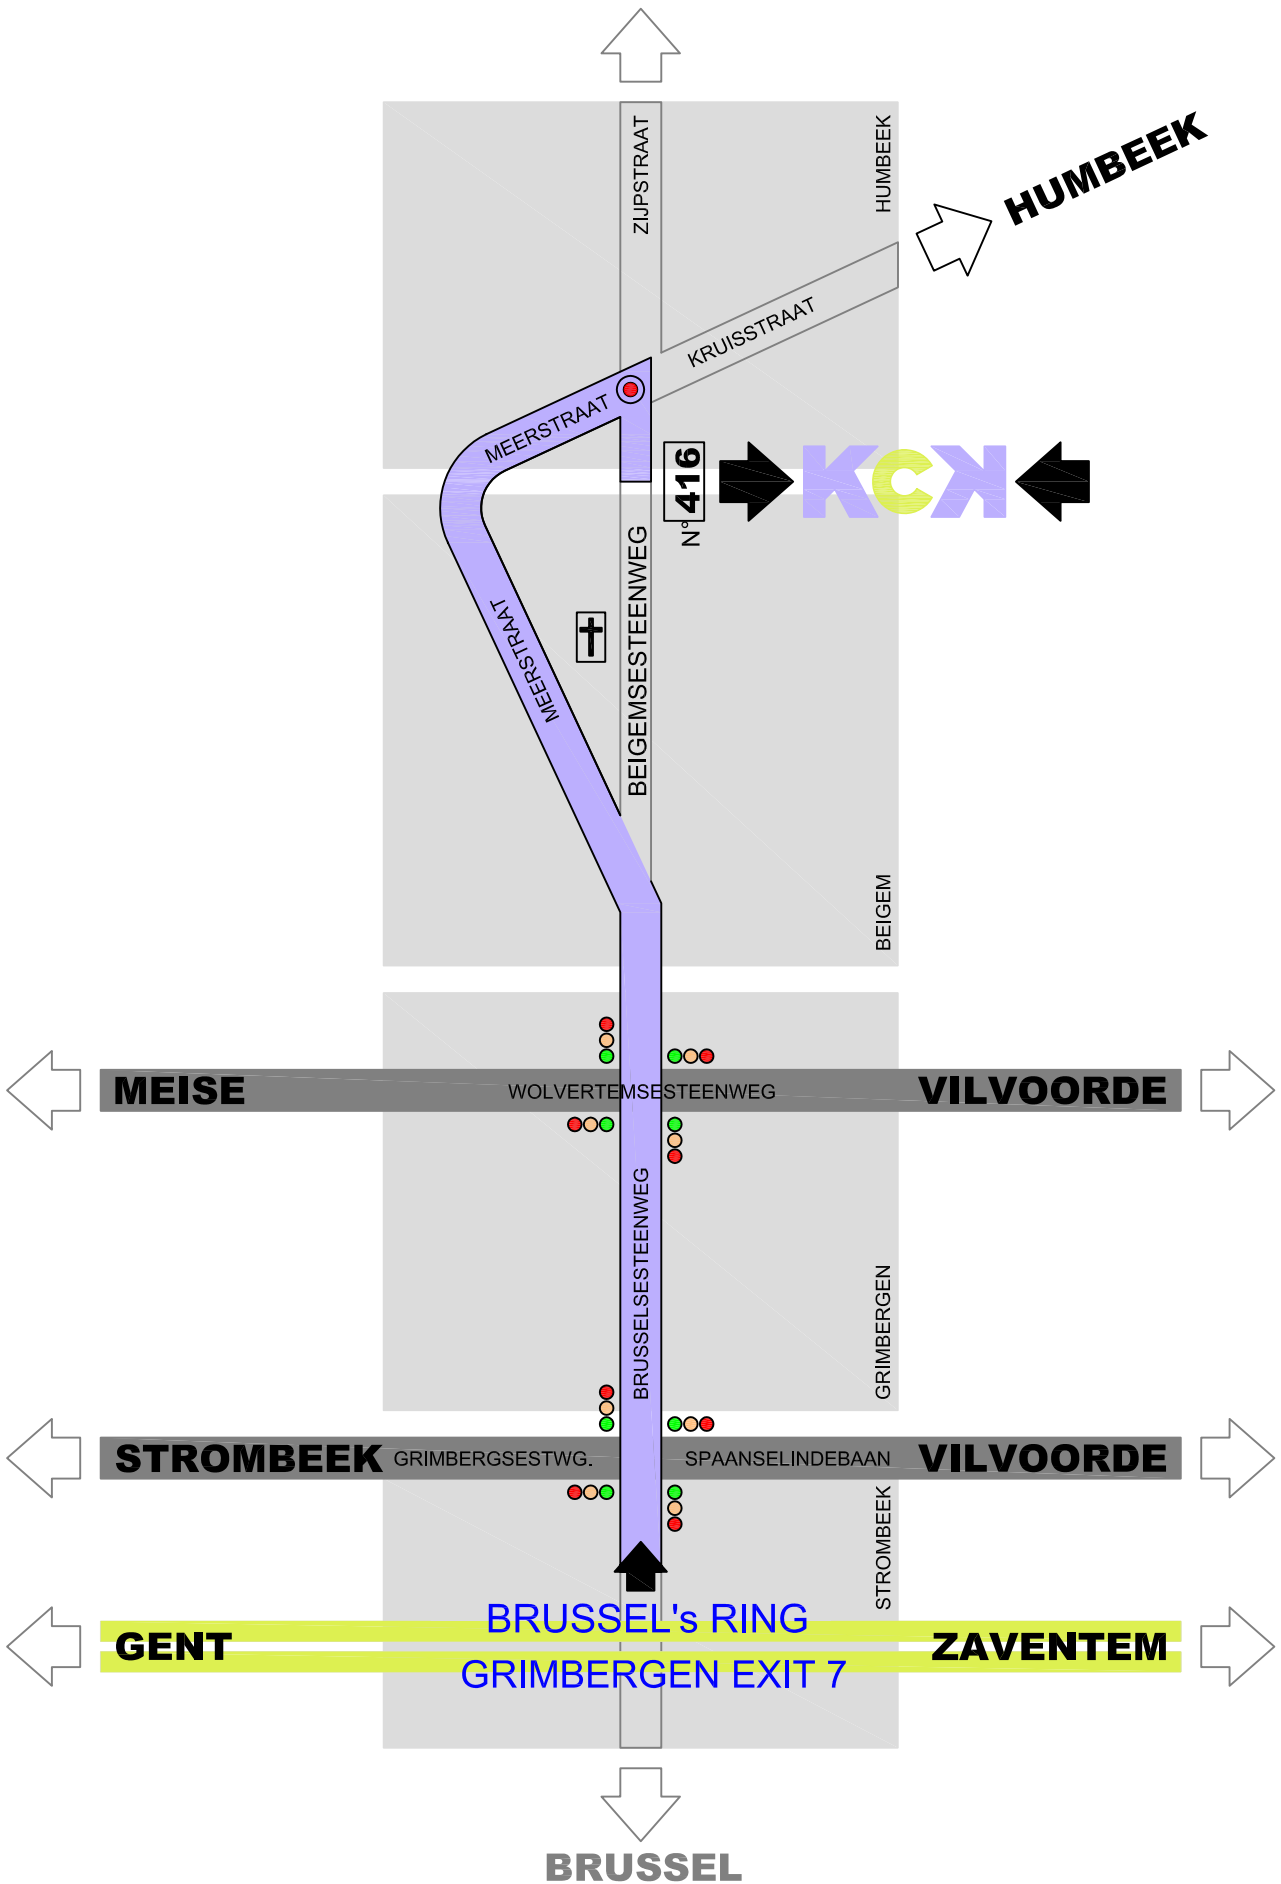 ZIJPSTRAAT
HUMBEEK
HUMBEEK
KRUISSTRAAT
MEERSTRAAT
N° 416
KCK
BEIGEMSESTEENWEG
MEERSTRAAT
BEIGEM
MEISE
WOLVERTEMSESTEENWEG
VILVOORDE
BRUSSELSESTEENWEG
GRIMBERGEN
STROMBEEK
GRIMBERGSESTWG.
SPAANSELINDEBAAN
VILVOORDE
STROMBEEK
BRUSSEL's RING
GENT
ZAVENTEM
GRIMBERGEN EXIT 7
BRUSSEL